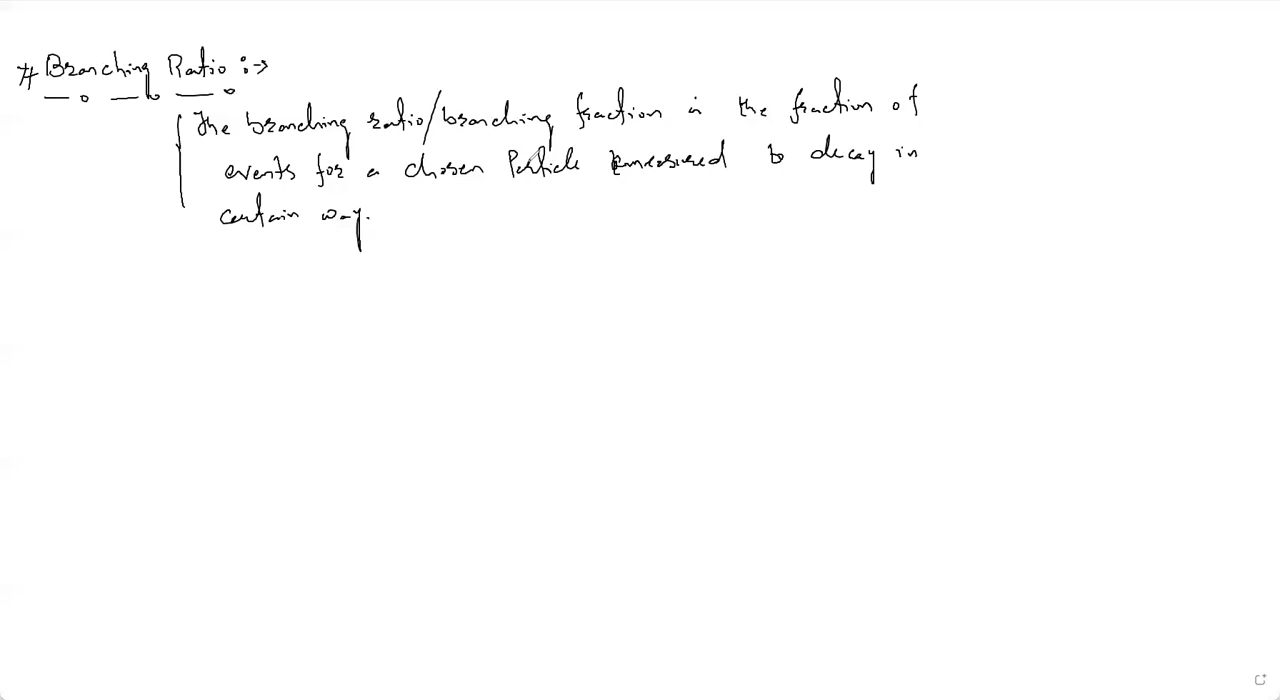 # Branching Ratio :→
The branching ratio/branching fraction is the fraction of
events for a chosen Particle measured to decay in
certain way.